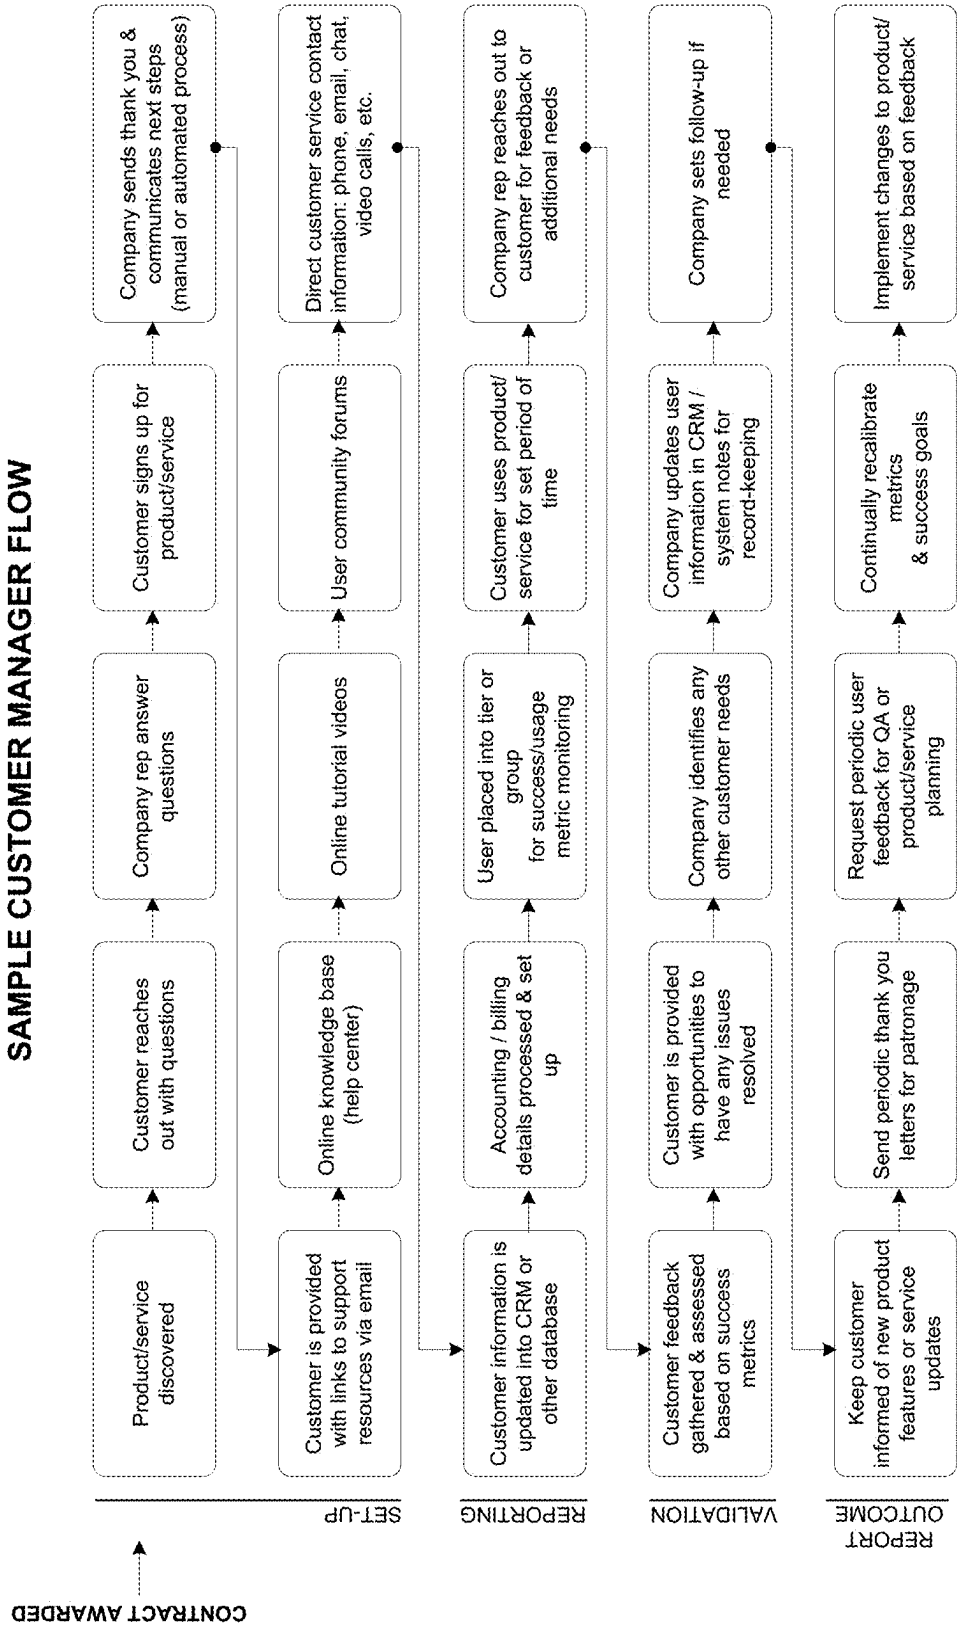 SAMPLE CUSTOMER MANAGER FLOW
CONTRACT AWARDED
SET-UP
Product/service
discovered
Customer reaches
out with questions
Company rep answer
questions
Customer signs up for
product/service
Company sends thank you &
communicates next steps
(manual or automated process)
Customer is provided
with links to support
resources via email
Online knowledge base
(help center)
Online tutorial videos
User community forums
Direct customer service contact
information: phone, email, chat,
video calls, etc.
REPORTING
Customer information is
updated into CRM or
other database
Accounting / billing
details processed & set
up
User placed into tier or
group
for success/usage
metric monitoring
Customer uses product/
service for set period of
time
Company rep reaches out to
customer for feedback or
additional needs
VALIDATION
Customer feedback
gathered & assessed
based on success
metrics
Customer is provided
with opportunities to
have any issues
resolved
Company identifies any
other customer needs
Company updates user
information in CRM /
system notes for
record-keeping
Company sets follow-up if
needed
REPORT
OUTCOME
Keep customer
informed of new product
features or service
updates
Send periodic thank you
letters for patronage
Request periodic user
feedback for QA or
product/service
planning
Continually recalibrate
metrics
& success goals
Implement changes to product/
service based on feedback